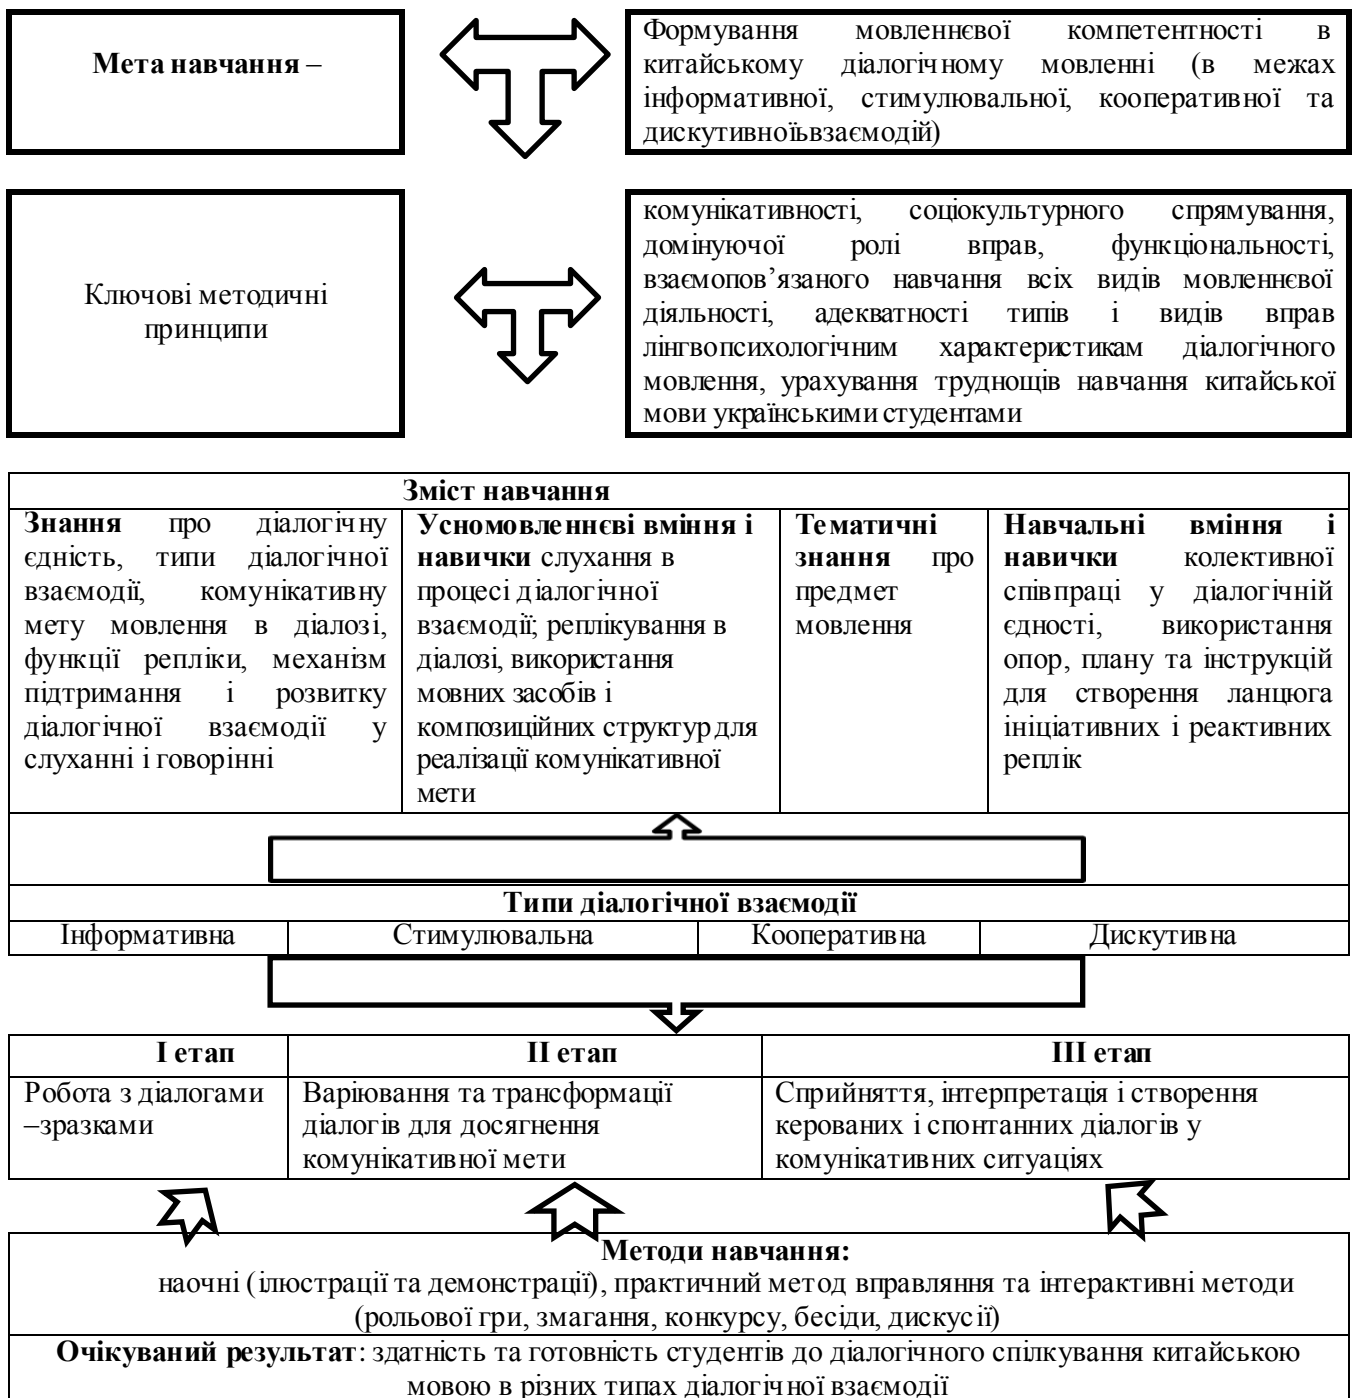 Мета навчання –
Формування мовленнєвої компетентності в
китайському діалогічному мовленні (в межах
інформативної, стимулювальної, кооперативної та
дискутивноїьвзаємодій)
Ключові методичні
принципи
комунікативності, соціокультурного спрямування,
домінуючої ролі вправ, функціональності,
взаємопов’язаного навчання всіх видів мовленнєвої
діяльності, адекватності типів і видів вправ
лінгвопсихологічним характеристикам діалогічного
мовлення, урахування труднощів навчання китайської
мови українськими студентами
Зміст навчання
Знання про діалогічну
єдність, типи діалогічної
взаємодії, комунікативну
мету мовлення в діалозі,
функції репліки, механізм
підтримання і розвитку
діалогічної взаємодії у
слуханні і говорінні
Усномовленнєві вміння і
навички слухання в
процесі діалогічної
взаємодії; реплікування в
діалозі, використання
мовних засобів і
композиційних структур для
реалізації комунікативної
мети
Тематичні
знання про
предмет
мовлення
Навчальні вміння і
навички колективної
співпраці у діалогічній
єдності, використання
опор, плану та інструкцій
для створення ланцюга
ініціативних і реактивних
реплік
Типи діалогічної взаємодії
Інформативна
Стимулювальна
Кооперативна
Дискутивна
І етап
ІІ етап
ІІІ етап
Робота з діалогами
–зразками
Варіювання та трансформації
діалогів для досягнення
комунікативної мети
Сприйняття, інтерпретація і створення
керованих і спонтанних діалогів у
комунікативних ситуаціях
Методи навчання:
наочні (ілюстрації та демонстрації), практичний метод вправляння та інтерактивні методи
(рольової гри, змагання, конкурсу, бесіди, дискусії)
Очікуваний результат: здатність та готовність студентів до діалогічного спілкування китайською
мовою в різних типах діалогічної взаємодії